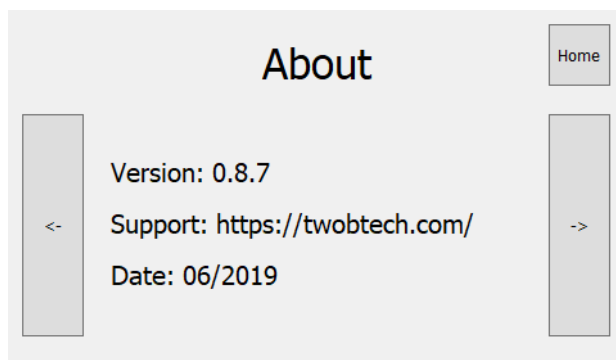 About
Home
<-
Version: 0.8.7
Support: https://twobtech.com/
Date: 06/2019
->